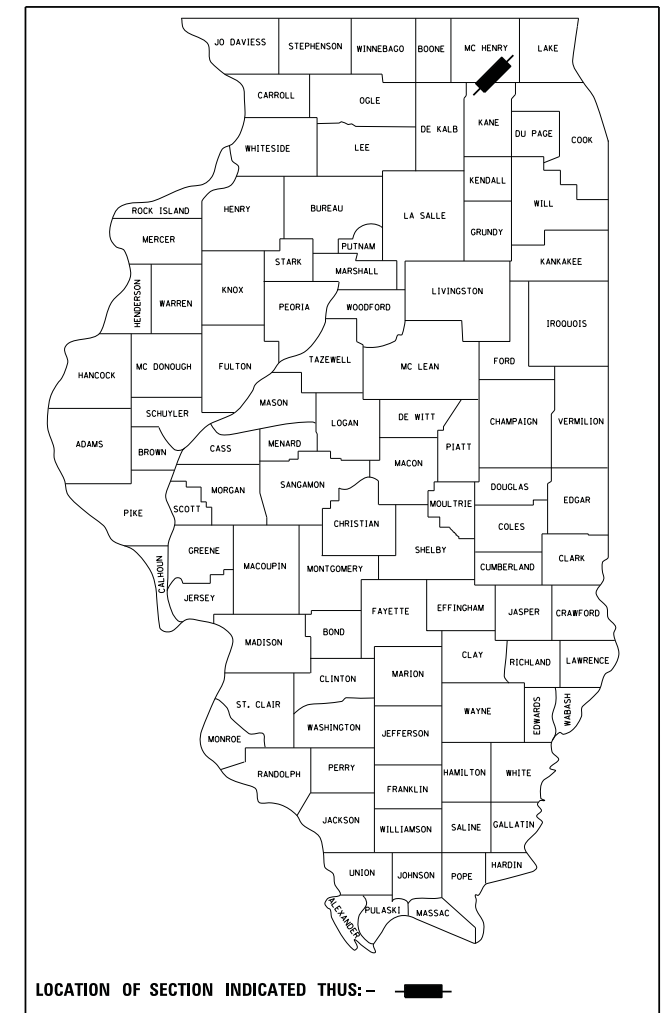 JO DAVIESS
STEPHENSON
WINNEBAGO
BOONE
MC HENRY
LAKE
CARROLL
OGLE
DE KALB
KANE
DU PAGE
COOK
WHITESIDE
LEE
KENDALL
ROCK ISLAND
HENRY
BUREAU
LA SALLE
WILL
MERCER
PUTNAM
GRUNDY
STARK
MARSHALL
KANKAKEE
HENDERSON
WARREN
KNOX
PEORIA
WOODFORD
LIVINGSTON
IROQUOIS
HANCOCK
MC DONOUGH
FULTON
TAZEWELL
MC LEAN
FORD
SCHUYLER
MASON
LOGAN
DE WITT
CHAMPAIGN
VERMILION
ADAMS
BROWN
CASS
MENARD
PIATT
MACON
PIKE
SCOTT
MORGAN
SANGAMON
MOULTRIE
DOUGLAS
EDGAR
CHRISTIAN
COLES
CALHOUN
GREENE
MACOUPIN
MONTGOMERY
SHELBY
CUMBERLAND
CLARK
JERSEY
FAYETTE
EFFINGHAM
JASPER
CRAWFORD
MADISON
BOND
CLAY
RICHLAND
LAWRENCE
CLINTON
MARION
ST. CLAIR
WAYNE
EDWARDS
WABASH
MONROE
WASHINGTON
JEFFERSON
RANDOLPH
PERRY
HAMILTON
WHITE
FRANKLIN
JACKSON
WILLIAMSON
SALINE
GALLATIN
UNION
JOHNSON
POPE
HARDIN
ALEXANDER
PULASKI
MASSAC
LOCATION OF SECTION INDICATED THUS: –